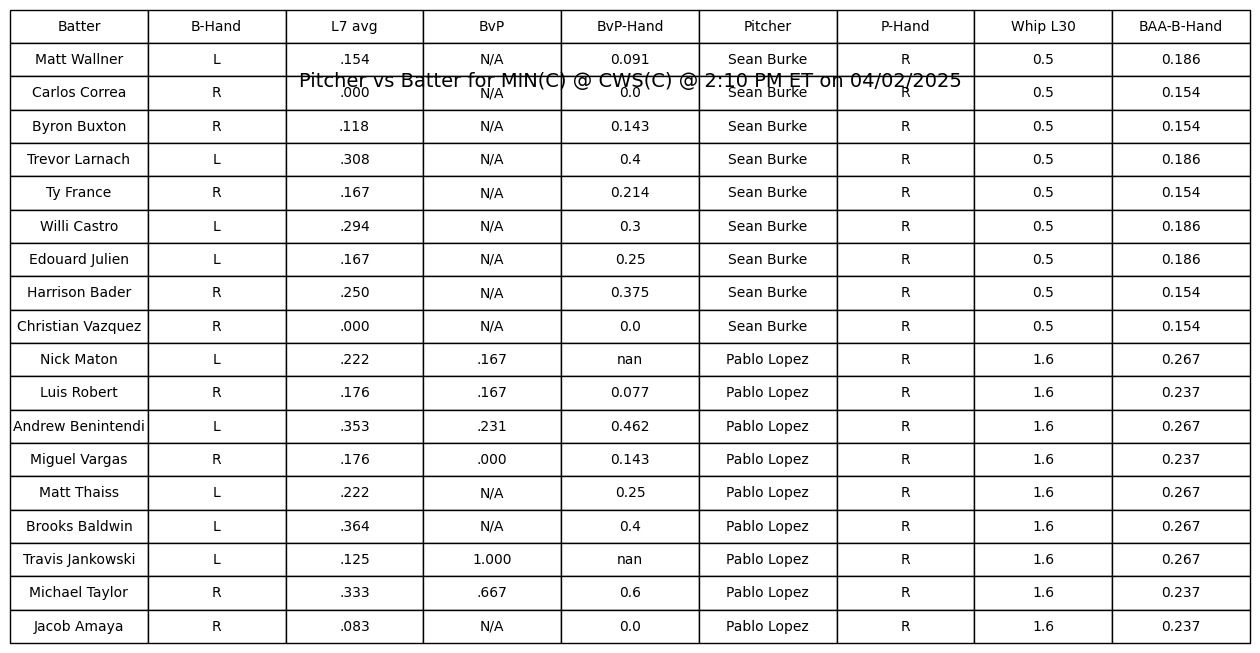 Batter B-Hand L7 avg BvP BvP-Hand Pitcher P-Hand Whip L30 BAA-B-Hand
Matt Wallner L .154 N/A 0.091 Sean Burke R 0.5 0.186
Pitcher vs Batter for MIN(C) @ CWS(C) @ 2:10 PM ET on 04/02/2025
Carlos Correa R .000 N/A 0.0 Sean Burke R 0.5 0.154
Byron Buxton R .118 N/A 0.143 Sean Burke R 0.5 0.154
Trevor Larnach L .308 N/A 0.4 Sean Burke R 0.5 0.186
Ty France R .167 N/A 0.214 Sean Burke R 0.5 0.154
Willi Castro L .294 N/A 0.3 Sean Burke R 0.5 0.186
Edouard Julien L .167 N/A 0.25 Sean Burke R 0.5 0.186
Harrison Bader R .250 N/A 0.375 Sean Burke R 0.5 0.154
Christian Vazquez R .000 N/A 0.0 Sean Burke R 0.5 0.154
Nick Maton L .222 .167 nan Pablo Lopez R 1.6 0.267
Luis Robert R .176 .167 0.077 Pablo Lopez R 1.6 0.237
Andrew Benintendi L .353 .231 0.462 Pablo Lopez R 1.6 0.267
Miguel Vargas R .176 .000 0.143 Pablo Lopez R 1.6 0.237
Matt Thaiss L .222 N/A 0.25 Pablo Lopez R 1.6 0.267
Brooks Baldwin L .364 N/A 0.4 Pablo Lopez R 1.6 0.267
Travis Jankowski L .125 1.000 nan Pablo Lopez R 1.6 0.267
Michael Taylor R .333 .667 0.6 Pablo Lopez R 1.6 0.237
Jacob Amaya R .083 N/A 0.0 Pablo Lopez R 1.6 0.237